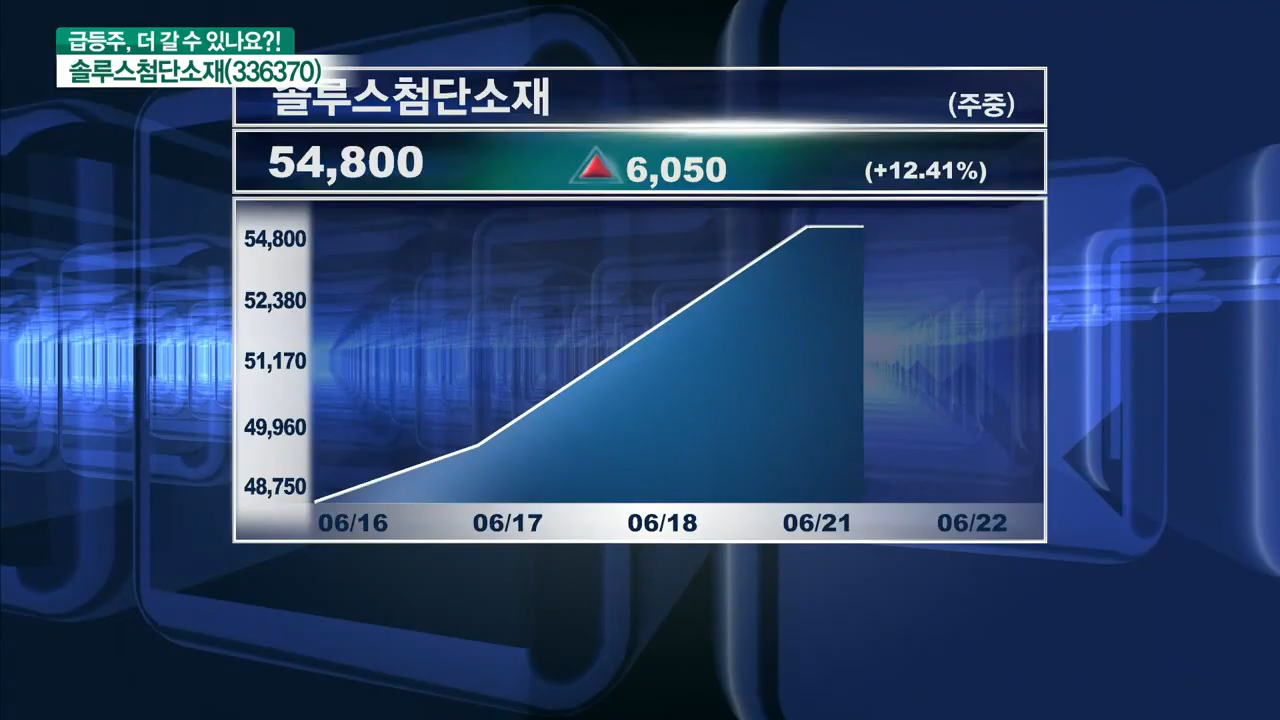 급등주, 더 갈 수 있나요?!
솔루스첨단소재(336370)
솔루스첨단소재 (주중)
54,800 6,050 (+12.41%)
54,800
52,380
51,170
49,960
48,750
06/16 06/17 06/18 06/21 06/22